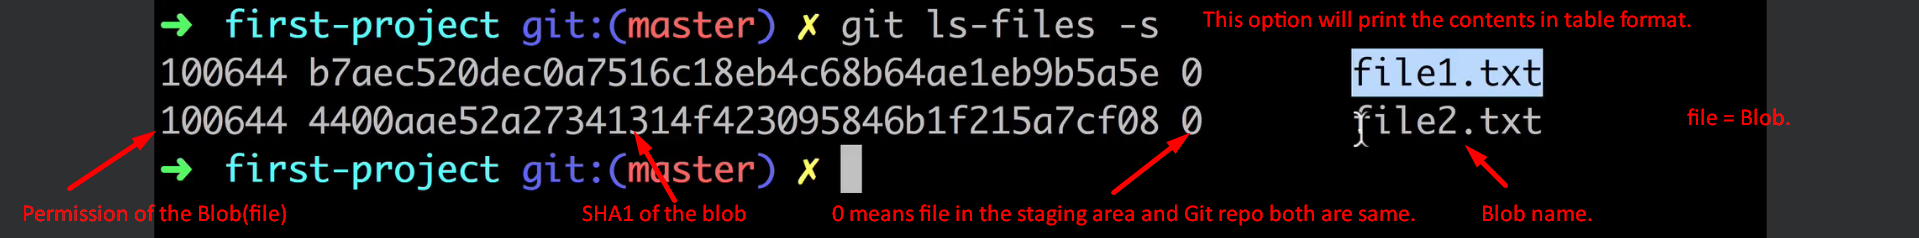 ➜ first-project git:(master) ✗ git ls-files -s This option will print the contents in table format.
100644 b7aec520dec0a7516c18eb4c68b64ae1eb9b5a5e 0 file1.txt
100644 4400aae52a27341314f423095846b1f215a7cf08 0 file2.txt file = Blob.
➜ first-project git:(master) ✗
Permission of the Blob(file) SHA1 of the blob 0 means file in the staging area and Git repo both are same. Blob name.